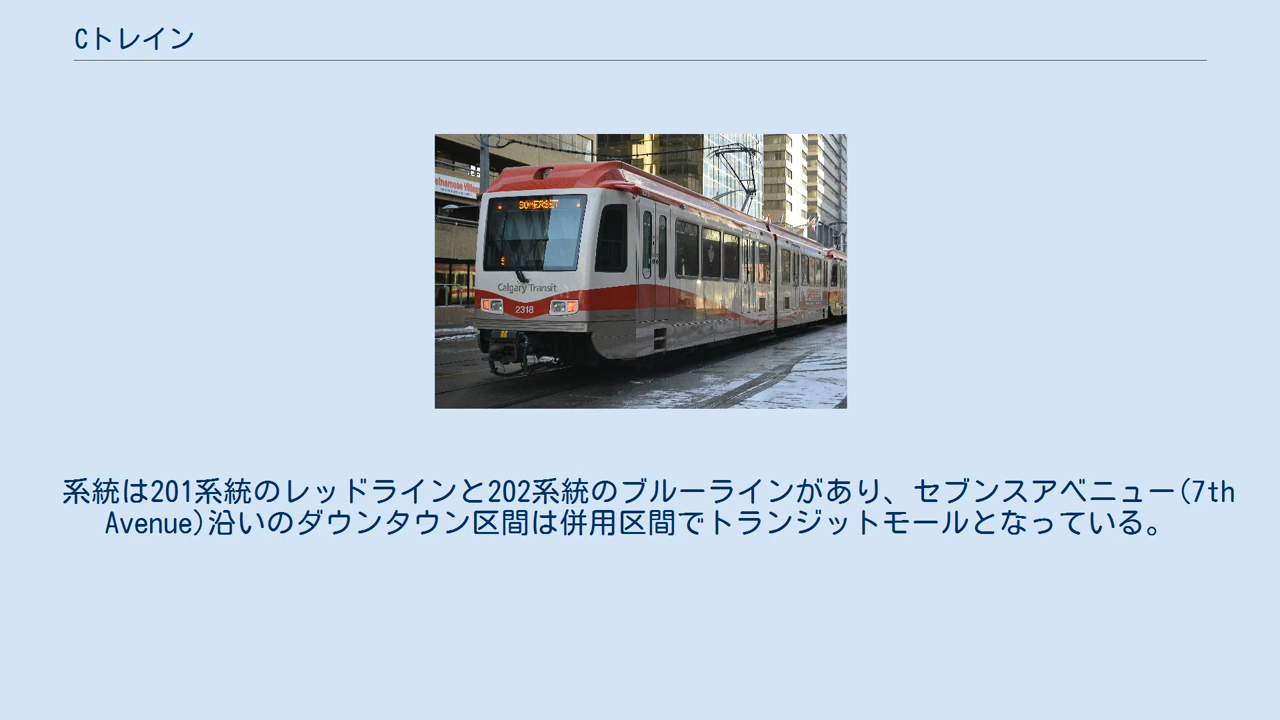 Cトレイン
SOMERSET
Calgary Transit
2318
系統は201系統のレッドラインと202系統のブルーラインがあり、セブンスアベニュー(7th
Avenue)沿いのダウンタウン区間は併用区間でトランジットモールとなっている。